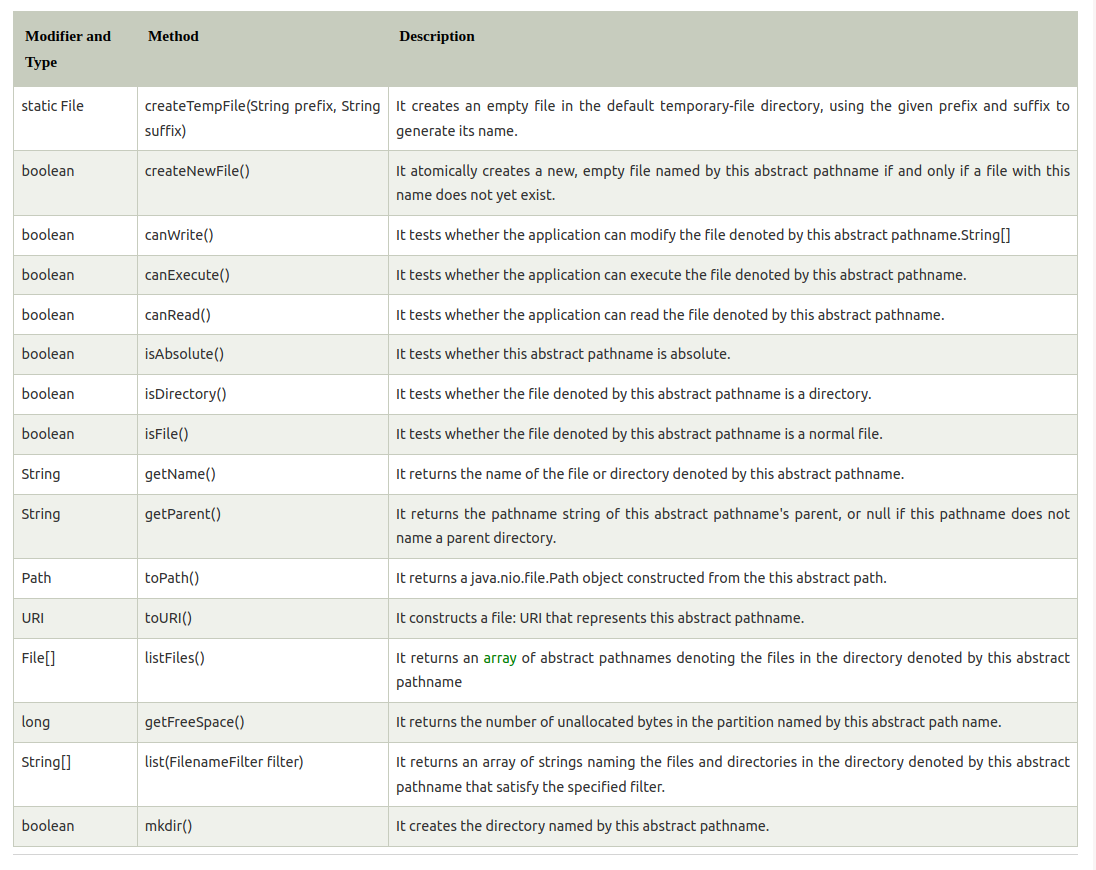 Modifier and Type Method Description
static File createTempFile(String prefix, String suffix) It creates an empty file in the default temporary-file directory, using the given prefix and suffix to
generate its name.
boolean createNewFile() It atomically creates a new, empty file named by this abstract pathname if and only if a file with this
name does not yet exist.
boolean canWrite() It tests whether the application can modify the file denoted by this abstract pathname.String[]
boolean canExecute() It tests whether the application can execute the file denoted by this abstract pathname.
boolean canRead() It tests whether the application can read the file denoted by this abstract pathname.
boolean isAbsolute() It tests whether this abstract pathname is absolute.
boolean isDirectory() It tests whether the file denoted by this abstract pathname is a directory.
boolean isFile() It tests whether the file denoted by this abstract pathname is a normal file.
String getName() It returns the name of the file or directory denoted by this abstract pathname.
String getParent() It returns the pathname string of this abstract pathname's parent, or null if this pathname does not
name a parent directory.
Path toPath() It returns a java.nio.file.Path object constructed from the this abstract path.
URI toURI() It constructs a file: URI that represents this abstract pathname.
File[] listFiles() It returns an array of abstract pathnames denoting the files in the directory denoted by this abstract
pathname
long getFreeSpace() It returns the number of unallocated bytes in the partition named by this abstract path name.
String[] list(FilenameFilter filter) It returns an array of strings naming the files and directories in the directory denoted by this abstract
pathname that satisfy the specified filter.
boolean mkdir() It creates the directory named by this abstract pathname.